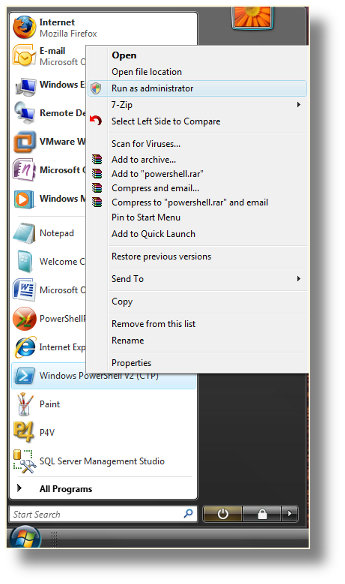 Internet
Mozilla Firefox
E-mail
Microsoft O
Windows E
Remote De
VMware W
Microsoft
Windows M
Notepad
Welcome C
Microsoft O
PowerShell
Internet Exp
Windows PowerShell V2 (CTP)
Paint
P4V
SQL Server Management Studio
All Programs
Start Search
Open
Open file location
Run as administrator
7-Zip
Select Left Side to Compare
Scan for Viruses...
Add to archive...
Add to "powershell.rar"
Compress and email...
Compress to "powershell.rar" and email
Pin to Start Menu
Add to Quick Launch
Restore previous versions
Send To
Copy
Remove from this list
Rename
Properties